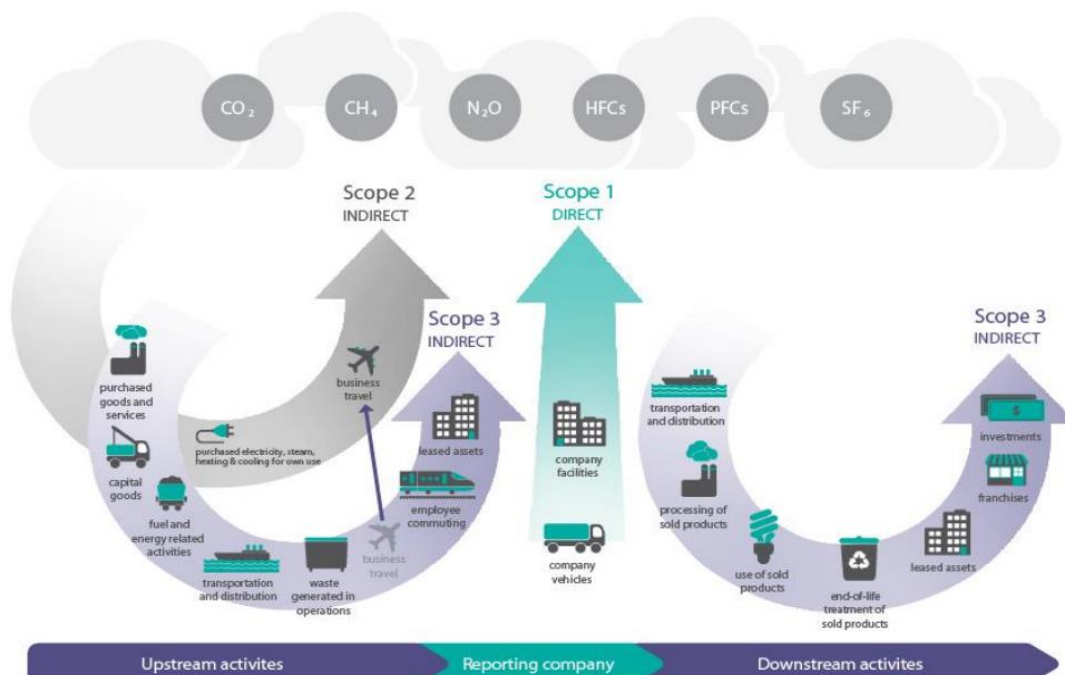 CO₂
CH₄
N₂O
HFCs
PFCs
SF₆
Scope 2
INDIRECT
Scope 1
DIRECT
Scope 3
INDIRECT
Scope 3
INDIRECT
purchased
goods and
services
capital
goods
fuel and
energy related
activities
purchased electricity, steam,
heating & cooling for own use
transportation
and distribution
waste
generated in
operations
business
travel
business
travel
employee
commuting
leased assets
company
facilities
company
vehicles
transportation
and distribution
processing of
sold products
use of sold
products
end-of-life
treatment of
sold products
leased assets
franchises
$
investments
Upstream activites
Reporting company
Downstream activites